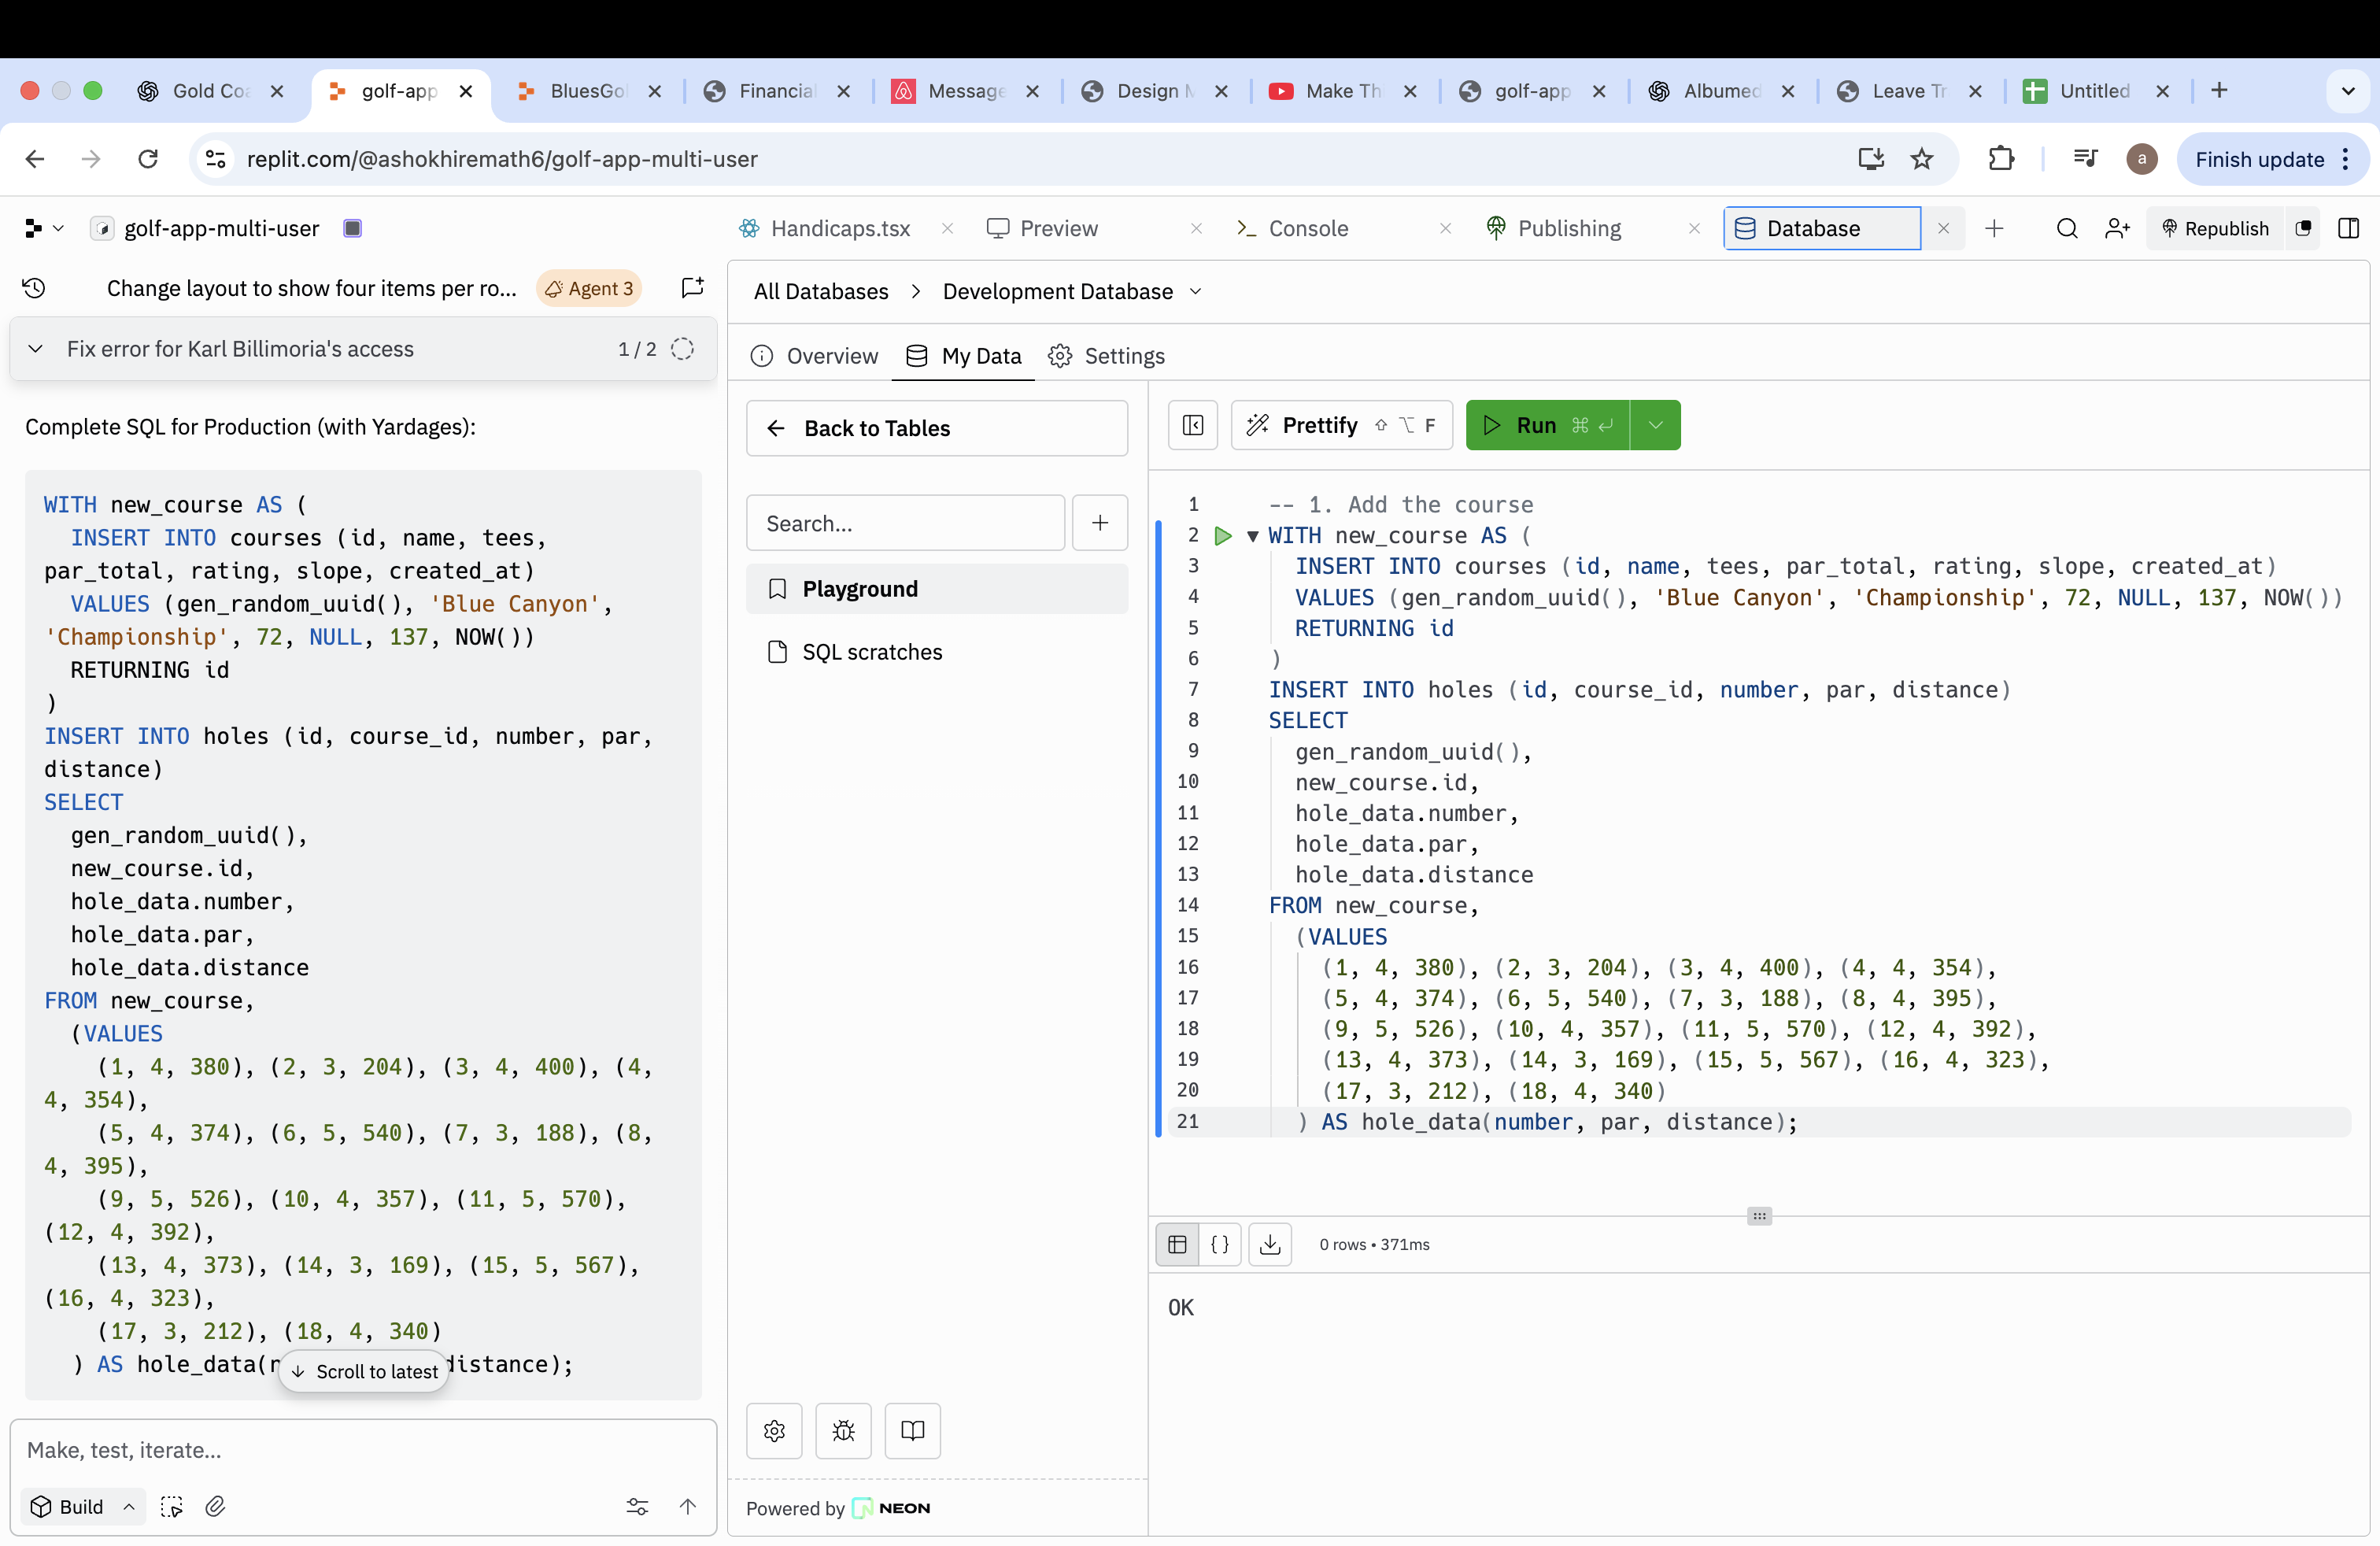 Gold Co
golf-app
BluesGo
Financial
Message
Design M
Make Th
golf-app
Albumed
Leave Tr
Untitled
replit.com/@ashokhiremath6/golf-app-multi-user
a
Finish update
golf-app-multi-user
Handicaps.tsx
Preview
Console
Publishing
Database
Republish
Change layout to show four items per ro...
Agent 3
Fix error for Karl Billimoria's access
1 / 2
Complete SQL for Production (with Yardages):
WITH new_course AS (
INSERT INTO courses (id, name, tees,
par_total, rating, slope, created_at)
VALUES (gen_random_uuid(), 'Blue Canyon',
'Championship', 72, NULL, 137, NOW())
RETURNING id
)
INSERT INTO holes (id, course_id, number, par,
distance)
SELECT
gen_random_uuid(),
new_course.id,
hole_data.number,
hole_data.par,
hole_data.distance
FROM new_course,
(VALUES
(1, 4, 380), (2, 3, 204), (3, 4, 400), (4,
4, 354),
(5, 4, 374), (6, 5, 540), (7, 3, 188), (8,
4, 395),
(9, 5, 526), (10, 4, 357), (11, 5, 570),
(12, 4, 392),
(13, 4, 373), (14, 3, 169), (15, 5, 567),
(16, 4, 323),
(17, 3, 212), (18, 4, 340)
) AS hole_data( distance);
Scroll to latest
Make, test, iterate...
Build
All Databases > Development Database
Overview
My Data
Settings
Back to Tables
Search...
Playground
SQL scratches
Powered by NEON
Prettify ⇧ ⌥ F
Run ⌘ ↵
1 -- 1. Add the course
2 WITH new_course AS (
3 INSERT INTO courses (id, name, tees, par_total, rating, slope, created_at)
4 VALUES (gen_random_uuid(), 'Blue Canyon', 'Championship', 72, NULL, 137, NOW())
5 RETURNING id
6 )
7 INSERT INTO holes (id, course_id, number, par, distance)
8 SELECT
9 gen_random_uuid(),
10 new_course.id,
11 hole_data.number,
12 hole_data.par,
13 hole_data.distance
14 FROM new_course,
15 (VALUES
16 (1, 4, 380), (2, 3, 204), (3, 4, 400), (4, 4, 354),
17 (5, 4, 374), (6, 5, 540), (7, 3, 188), (8, 4, 395),
18 (9, 5, 526), (10, 4, 357), (11, 5, 570), (12, 4, 392),
19 (13, 4, 373), (14, 3, 169), (15, 5, 567), (16, 4, 323),
20 (17, 3, 212), (18, 4, 340)
21 ) AS hole_data(number, par, distance);
{ }
0 rows • 371ms
OK